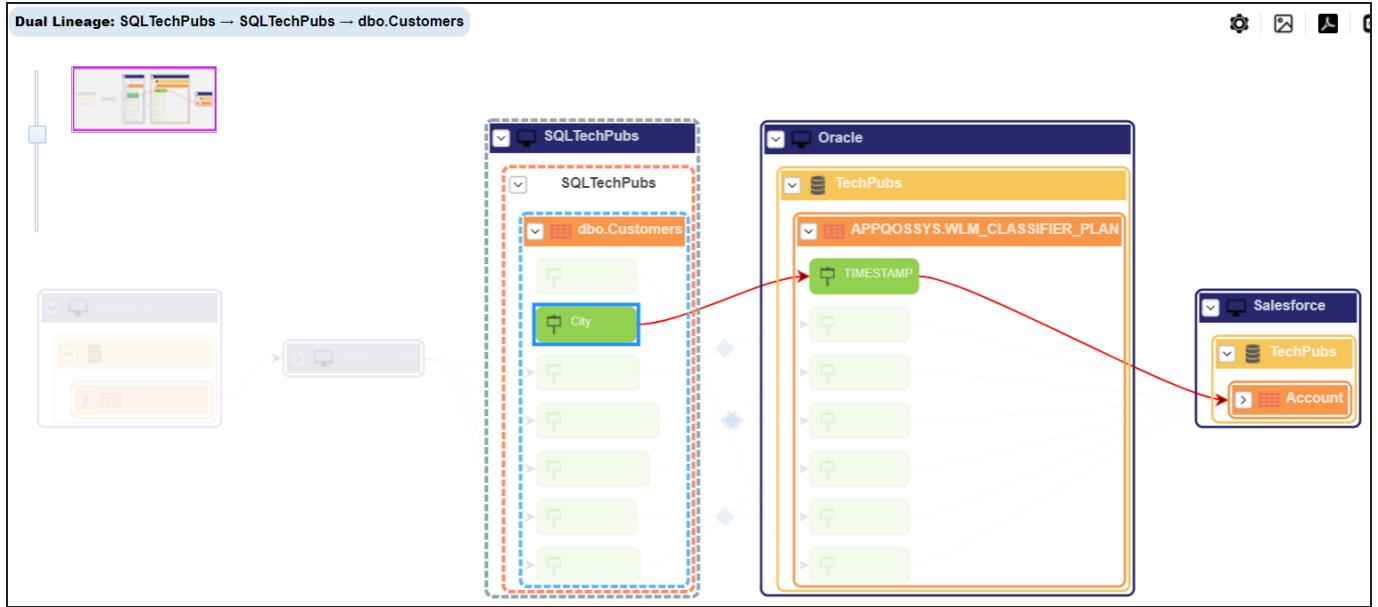 Dual Lineage: SQLTechPubs → SQLTechPubs → dbo.Customers
SQLTechPubs
SQLTechPubs
dbo.Customers
City
Oracle
TechPubs
APPQOSSYS.WLM_CLASSIFIER_PLAN
TIMESTAMP
Salesforce
TechPubs
Account